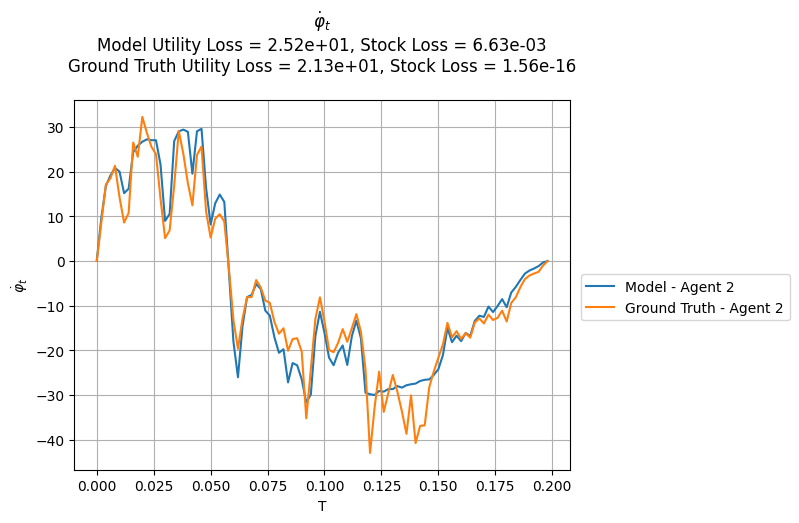 φ̇ₜ
Model Utility Loss = 2.52e+01, Stock Loss = 6.63e-03
Ground Truth Utility Loss = 2.13e+01, Stock Loss = 1.56e-16
30
20
10
0
−10
−20
−30
−40
φ̇ₜ
0.000 0.025 0.050 0.075 0.100 0.125 0.150 0.175 0.200
T
Model - Agent 2
Ground Truth - Agent 2